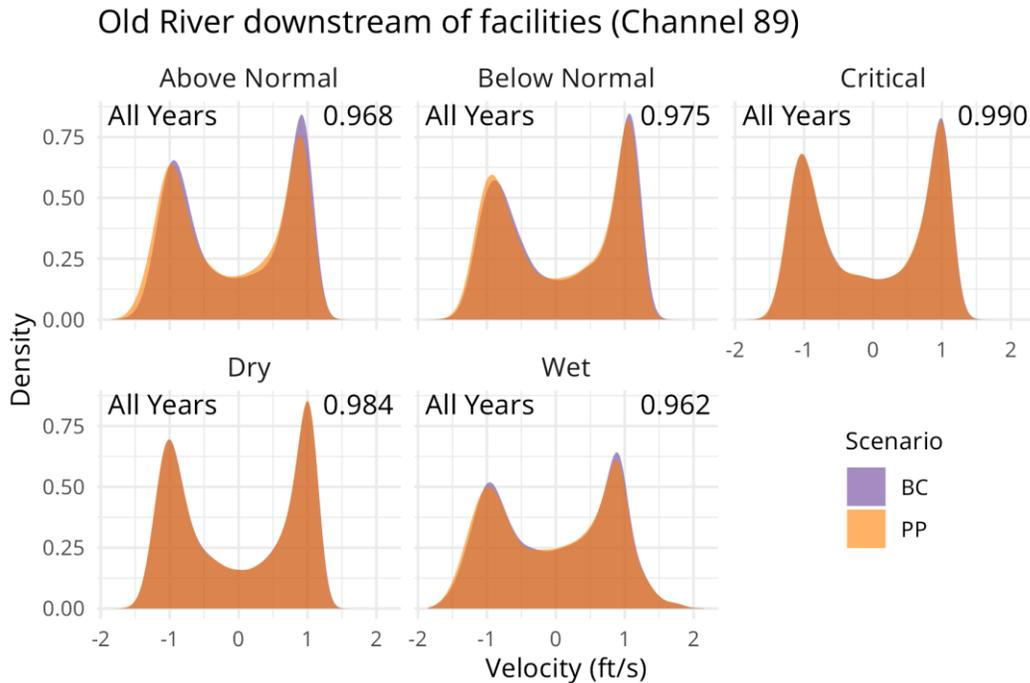 Old River downstream of facilities (Channel 89)
Above Normal
Below Normal
Critical
All Years 0.968
All Years 0.975
All Years 0.990
0.75
0.50
0.25
0.00
-2 -1 0 1 2
Density
Dry
Wet
All Years 0.984
All Years 0.962
0.75
0.50
0.25
0.00
-2 -1 0 1 2
-2 -1 0 1 2
Velocity (ft/s)
Scenario
BC
PP